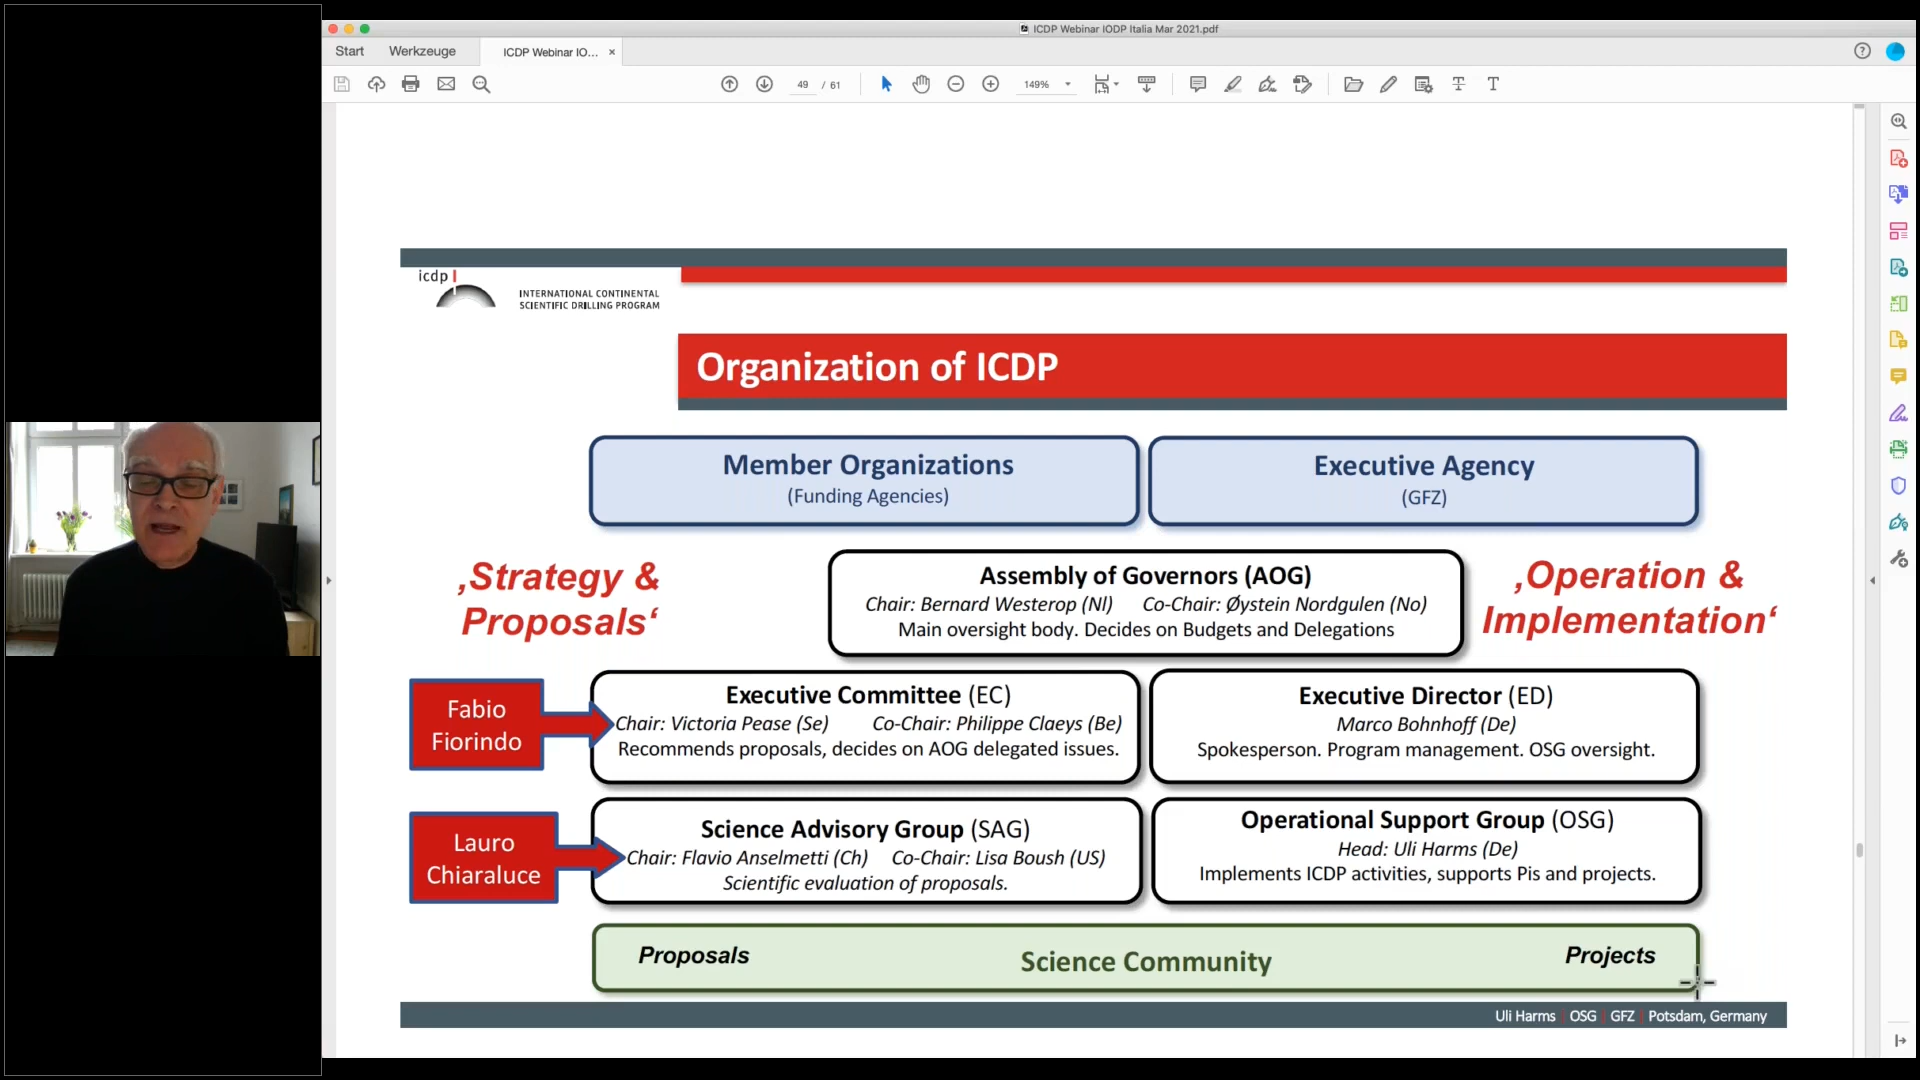 ICDP Webinar IODP Italia Mar 2021.pdf
Start Werkzeuge ICDP Webinar IO... ×
49 / 61 149%
icdp
INTERNATIONAL CONTINENTAL
SCIENTIFIC DRILLING PROGRAM
Organization of ICDP
Member Organizations
(Funding Agencies)
Executive Agency
(GFZ)
‚Strategy &
Proposals‘
Assembly of Governors (AOG)
Chair: Bernard Westerop (Nl) Co-Chair: Øystein Nordgulen (No)
Main oversight body. Decides on Budgets and Delegations
‚Operation &
Implementation‘
Fabio
Fiorindo
Executive Committee (EC)
Chair: Victoria Pease (Se) Co-Chair: Philippe Claeys (Be)
Recommends proposals, decides on AOG delegated issues.
Executive Director (ED)
Marco Bohnhoff (De)
Spokesperson. Program management. OSG oversight.
Lauro
Chiaraluce
Science Advisory Group (SAG)
Chair: Flavio Anselmetti (Ch) Co-Chair: Lisa Boush (US)
Scientific evaluation of proposals.
Operational Support Group (OSG)
Head: Uli Harms (De)
Implements ICDP activities, supports Pis and projects.
Proposals Science Community Projects
Uli Harms | OSG | GFZ | Potsdam, Germany